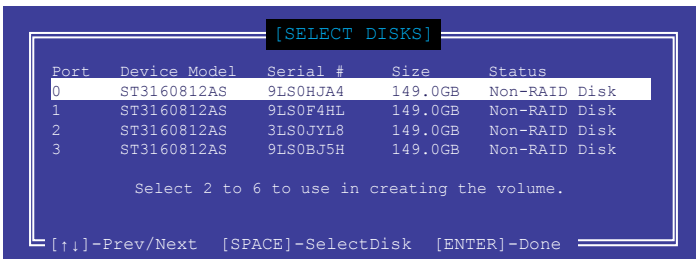 [SELECT DISKS]
Port Device Model Serial # Size Status
0 ST3160812AS 9LS0HJA4 149.0GB Non-RAID Disk
1 ST3160812AS 9LS0F4HL 149.0GB Non-RAID Disk
2 ST3160812AS 3LS0JYL8 149.0GB Non-RAID Disk
3 ST3160812AS 9LS0BJ5H 149.0GB Non-RAID Disk
Select 2 to 6 to use in creating the volume.
[↑↓]-Prev/Next [SPACE]-SelectDisk [ENTER]-Done